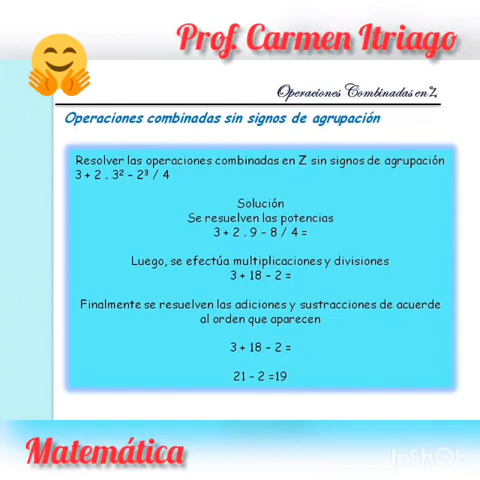 Prof. Carmen Itriago
Operaciones Combinadas en Z
Operaciones combinadas sin signos de agrupación
Resolver las operaciones combinadas en Z sin signos de agrupación
3 + 2 . 3² – 2³ / 4
Solución
Se resuelven las potencias
3 + 2 . 9 – 8 / 4 =
Luego, se efectúa multiplicaciones y divisiones
3 + 18 – 2 =
Finalmente se resuelven las adiciones y sustracciones de acuerde
al orden que aparecen
3 + 18 – 2 =
21 – 2 =19
Matemática
InShOt